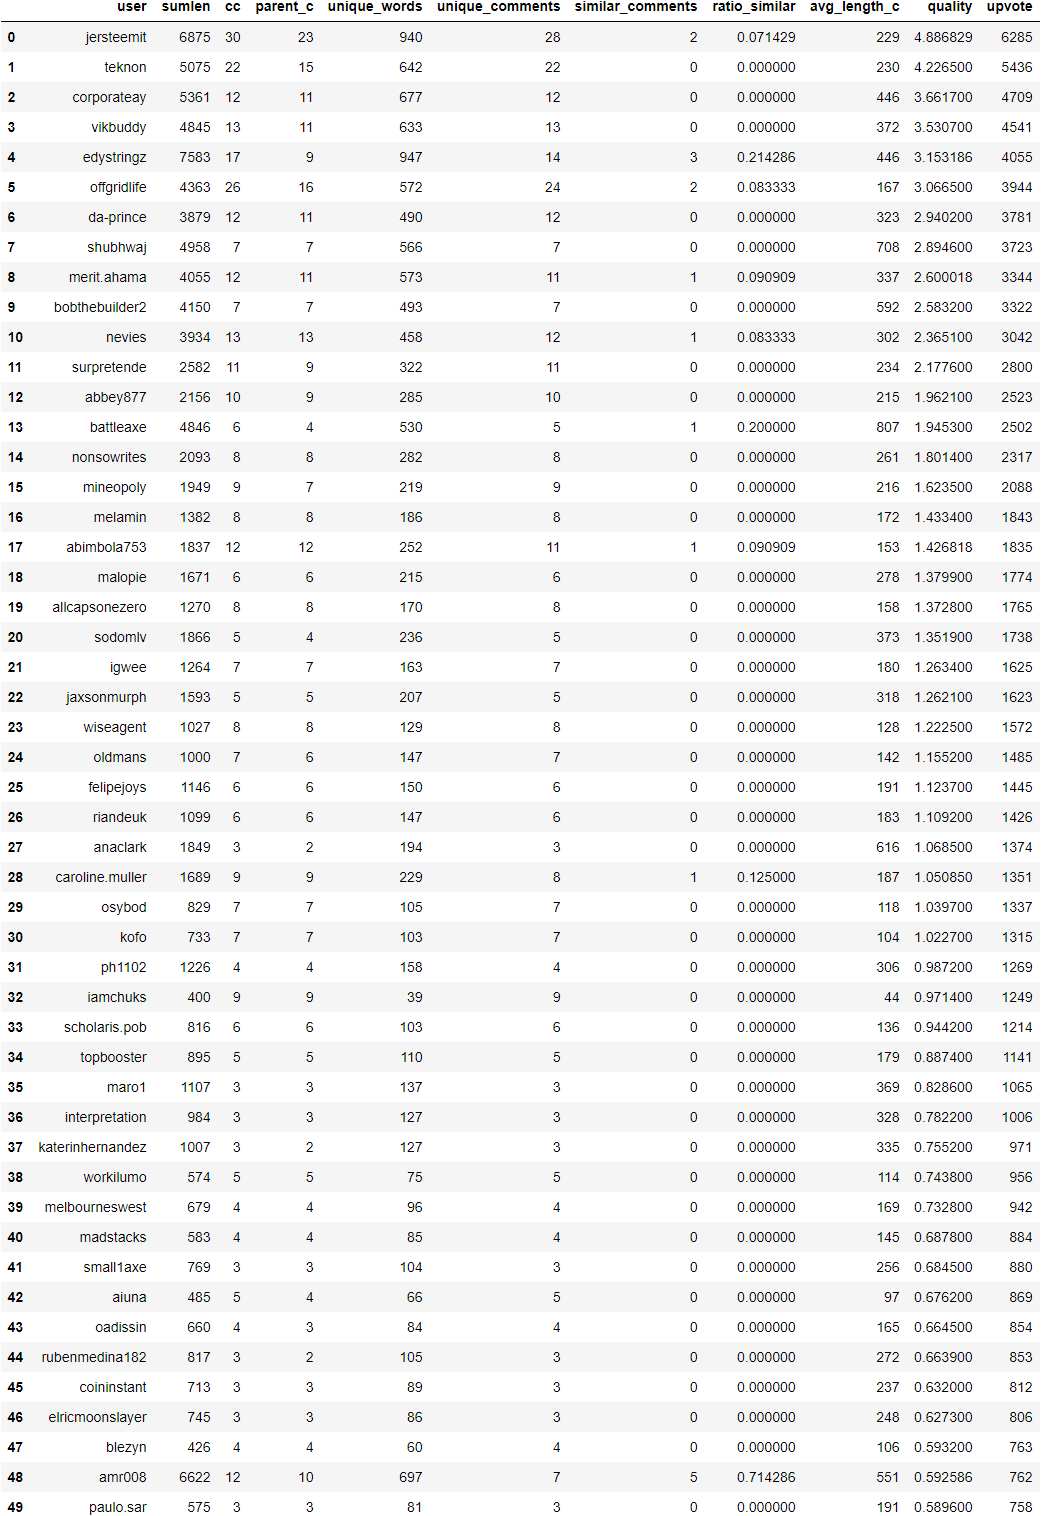 user sumlen cc parent_c unique_words unique_comments similar_comments ratio_similar avg_length_c quality upvote
0 jersteemit 6875 30 23 940 28 2 0.071429 229 4.886829 6285
1 teknon 5075 22 15 642 22 0 0.000000 230 4.226500 5436
2 corporateay 5361 12 11 677 12 0 0.000000 446 3.661700 4709
3 vikbuddy 4845 13 11 633 13 0 0.000000 372 3.530700 4541
4 edystringz 7583 17 9 947 14 3 0.214286 446 3.153186 4055
5 offgridlife 4363 26 16 572 24 2 0.083333 167 3.066500 3944
6 da-prince 3879 12 11 490 12 0 0.000000 323 2.940200 3781
7 shubhwaj 4958 7 7 566 7 0 0.000000 708 2.894600 3723
8 merit.ahama 4055 12 11 573 11 1 0.090909 337 2.600018 3344
9 bobthebuilder2 4150 7 7 493 7 0 0.000000 592 2.583200 3322
10 nevies 3934 13 13 458 12 1 0.083333 302 2.365100 3042
11 surpretende 2582 11 9 322 11 0 0.000000 234 2.177600 2800
12 abbey877 2156 10 9 285 10 0 0.000000 215 1.962100 2523
13 battleaxe 4846 6 4 530 5 1 0.200000 807 1.945300 2502
14 nonsowrites 2093 8 8 282 8 0 0.000000 261 1.801400 2317
15 mineopoly 1949 9 7 219 9 0 0.000000 216 1.623500 2088
16 melamin 1382 8 8 186 8 0 0.000000 172 1.433400 1843
17 abimbola753 1837 12 12 252 11 1 0.090909 153 1.426818 1835
18 malopie 1671 6 6 215 6 0 0.000000 278 1.379900 1774
19 allcapsonezero 1270 8 8 170 8 0 0.000000 158 1.372800 1765
20 sodomlv 1866 5 4 236 5 0 0.000000 373 1.351900 1738
21 igwee 1264 7 7 163 7 0 0.000000 180 1.263400 1625
22 jaxsonmurph 1593 5 5 207 5 0 0.000000 318 1.262100 1623
23 wiseagent 1027 8 8 129 8 0 0.000000 128 1.222500 1572
24 oldmans 1000 7 6 147 7 0 0.000000 142 1.155200 1485
25 felipejoys 1146 6 6 150 6 0 0.000000 191 1.123700 1445
26 riandeuk 1099 6 6 147 6 0 0.000000 183 1.109200 1426
27 anaclark 1849 3 2 194 3 0 0.000000 616 1.068500 1374
28 caroline.muller 1689 9 9 229 8 1 0.125000 187 1.050850 1351
29 osybod 829 7 7 105 7 0 0.000000 118 1.039700 1337
30 kofo 733 7 7 103 7 0 0.000000 104 1.022700 1315
31 ph1102 1226 4 4 158 4 0 0.000000 306 0.987200 1269
32 iamchuks 400 9 9 39 9 0 0.000000 44 0.971400 1249
33 scholaris.pob 816 6 6 103 6 0 0.000000 136 0.944200 1214
34 topbooster 895 5 5 110 5 0 0.000000 179 0.887400 1141
35 maro1 1107 3 3 137 3 0 0.000000 369 0.828600 1065
36 interpretation 984 3 3 127 3 0 0.000000 328 0.782200 1006
37 katerinhernandez 1007 3 2 127 3 0 0.000000 335 0.755200 971
38 workilumo 574 5 5 75 5 0 0.000000 114 0.743800 956
39 melbourneswest 679 4 4 96 4 0 0.000000 169 0.732800 942
40 madstacks 583 4 4 85 4 0 0.000000 145 0.687800 884
41 small1axe 769 3 3 104 3 0 0.000000 256 0.684500 880
42 aiuna 485 5 4 66 5 0 0.000000 97 0.676200 869
43 oadissin 660 4 3 84 4 0 0.000000 165 0.664500 854
44 rubenmedina182 817 3 2 105 3 0 0.000000 272 0.663900 853
45 coininstant 713 3 3 89 3 0 0.000000 237 0.632000 812
46 elricmoonslayer 745 3 3 86 3 0 0.000000 248 0.627300 806
47 blezyn 426 4 4 60 4 0 0.000000 106 0.593200 763
48 amr008 6622 12 10 697 7 5 0.714286 551 0.592586 762
49 paulo.sar 575 3 3 81 3 0 0.000000 191 0.589600 758